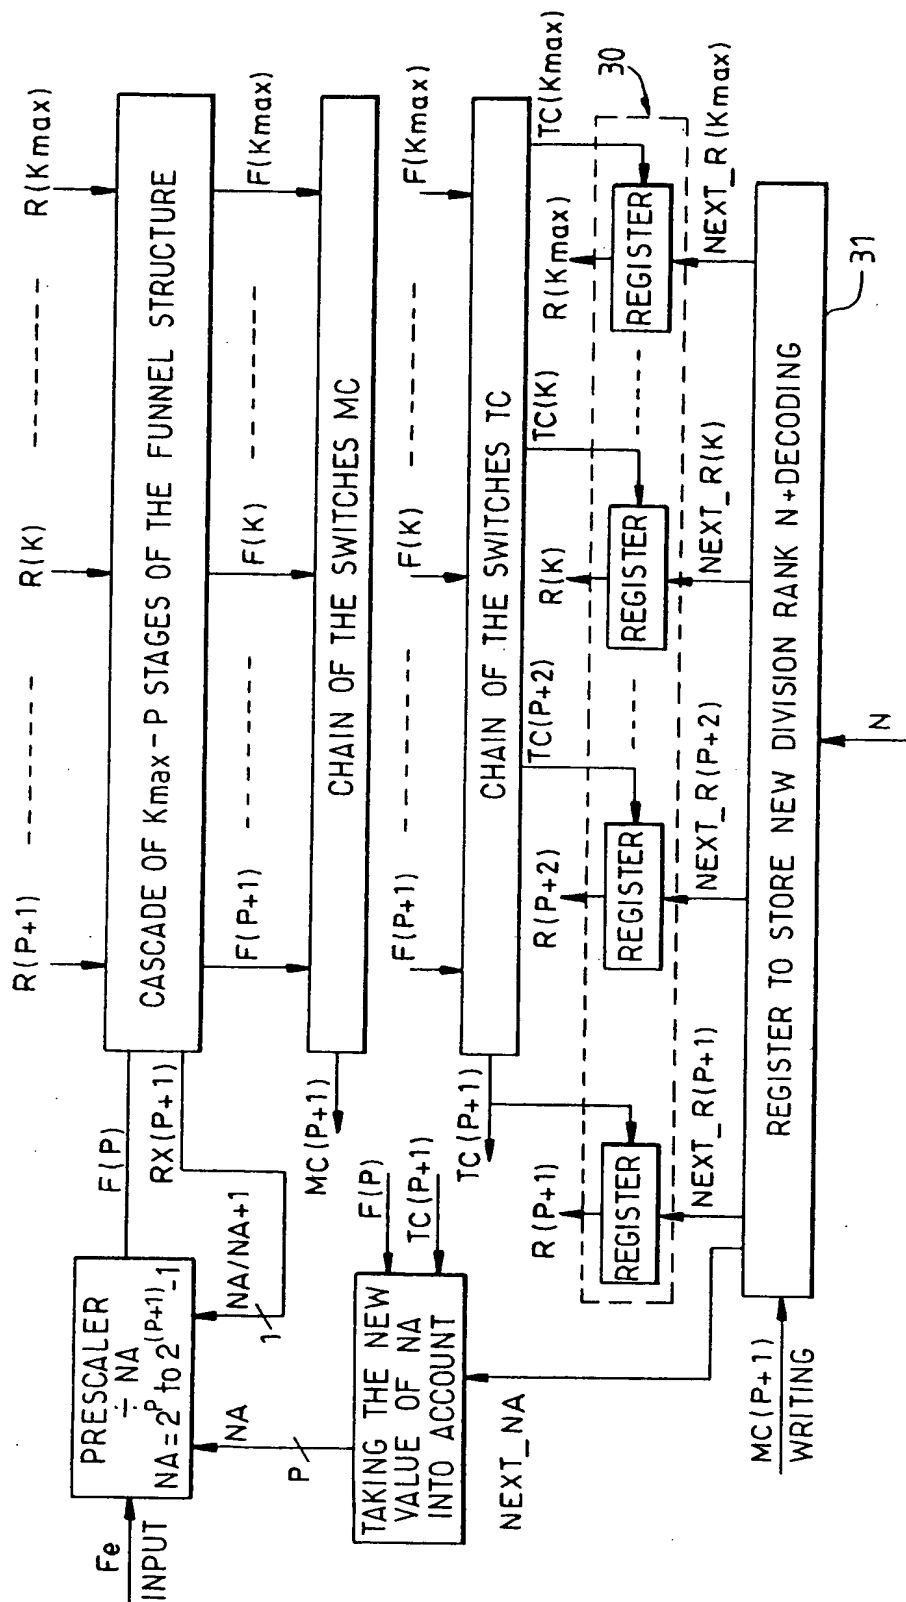 R(P+1) ------- R(K) ------- R(Kmax)
PRESCALER
÷ NA
NA=2^P to 2^(P+1)-1
Fe
INPUT
F(P)
RX(P+1)
CASCADE OF Kmax-P STAGES OF THE FUNNEL STRUCTURE
NA
P
NA/NA+1
1
F(P+1) ------- F(K) ------- F(Kmax)
CHAIN OF THE SWITCHES MC
MC(P+1)
F(P)
TC(P+1)
TAKING THE NEW
VALUE OF NA
INTO ACCOUNT
NEXT_NA
F(P+1) ------- F(K) ------- F(Kmax)
CHAIN OF THE SWITCHES TC
TC(P+1)
TC(P+2)
TC(K)
TC(Kmax)
R(P+1)
R(P+2)
R(K)
R(Kmax)
30
REGISTER
REGISTER
REGISTER
REGISTER
NEXT_R(P+1)
NEXT_R(P+2)
NEXT_R(K)
NEXT_R(Kmax)
MC(P+1)
WRITING
REGISTER TO STORE NEW DIVISION RANK N+DECODING
31
N